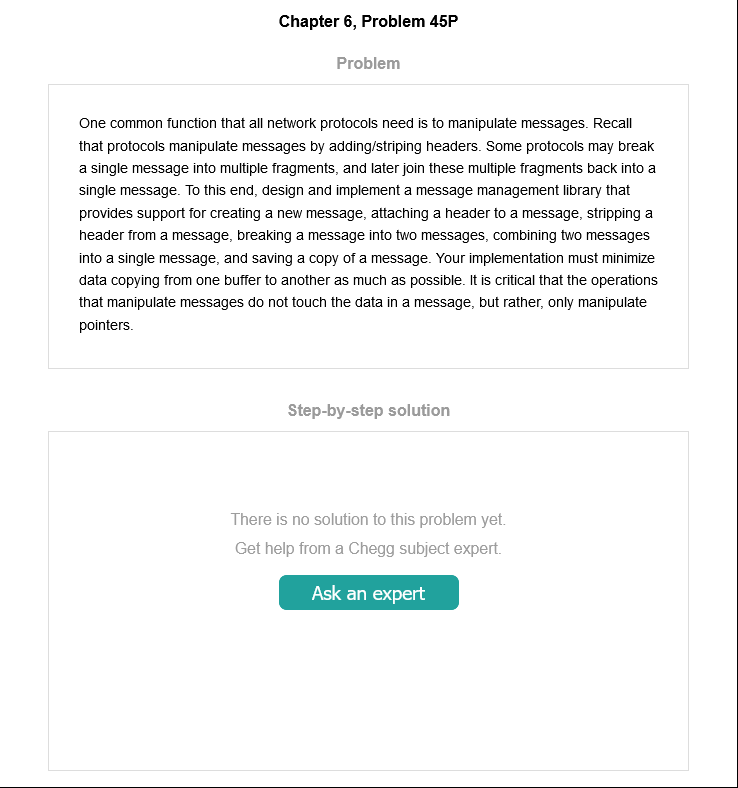 Chapter 6, Problem 45P
Problem
One common function that all network protocols need is to manipulate messages. Recall
that protocols manipulate messages by adding/striping headers. Some protocols may break
a single message into multiple fragments, and later join these multiple fragments back into a
single message. To this end, design and implement a message management library that
provides support for creating a new message, attaching a header to a message, stripping a
header from a message, breaking a message into two messages, combining two messages
into a single message, and saving a copy of a message. Your implementation must minimize
data copying from one buffer to another as much as possible. It is critical that the operations
that manipulate messages do not touch the data in a message, but rather, only manipulate
pointers.
Step-by-step solution
There is no solution to this problem yet.
Get help from a Chegg subject expert.
Ask an expert